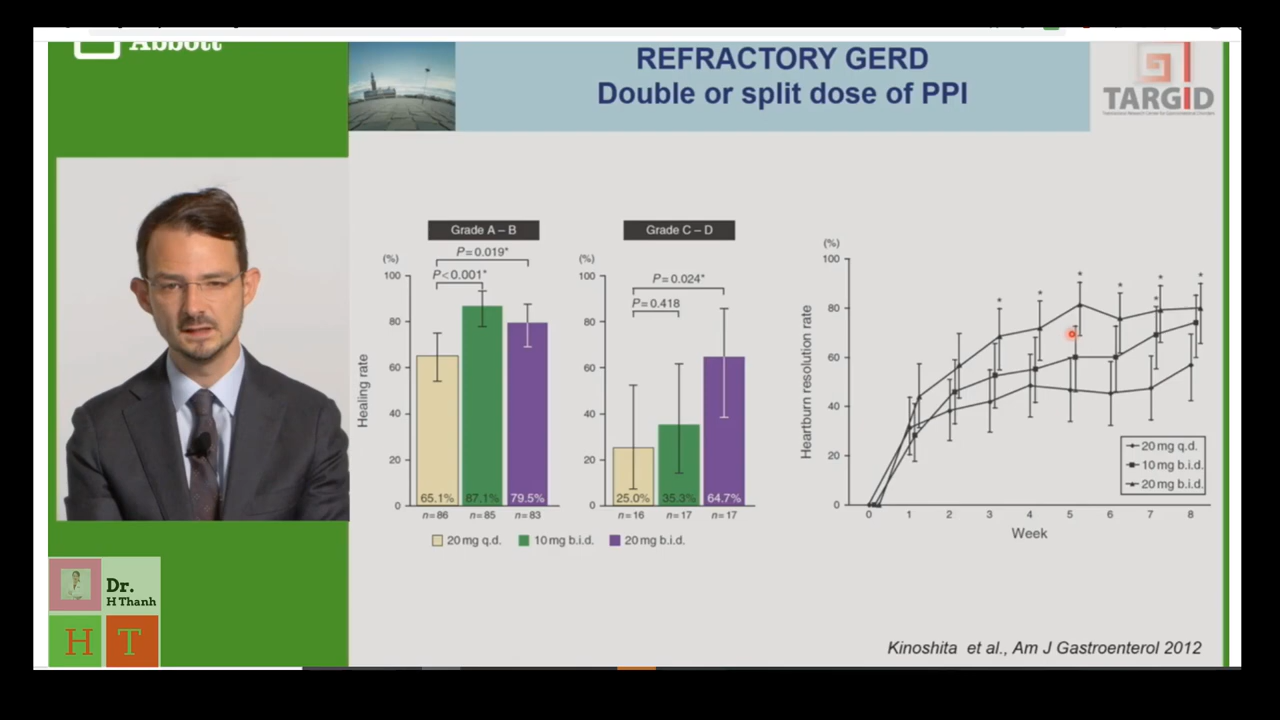 Abbott
REFRACTORY GERD
Double or split dose of PPI
TARGID
Grade A – B
(%)
P=0.019*
P<0.001*
100
80
60
40
20
0
Healing rate
65.1%
87.1%
79.5%
n=86
n=85
n=83
Grade C – D
(%)
P=0.024*
P=0.418
100
80
60
40
20
0
25.0%
35.3%
64.7%
n=16
n=17
n=17
20 mg q.d.
10 mg b.i.d.
20 mg b.i.d.
(%)
100
80
60
40
20
0
Heartburn resolution rate
* * * * * * *
20 mg q.d.
10 mg b.i.d.
20 mg b.i.d.
0 1 2 3 4 5 6 7 8
Week
Dr.
H Thanh
H T
Kinoshita et al., Am J Gastroenterol 2012